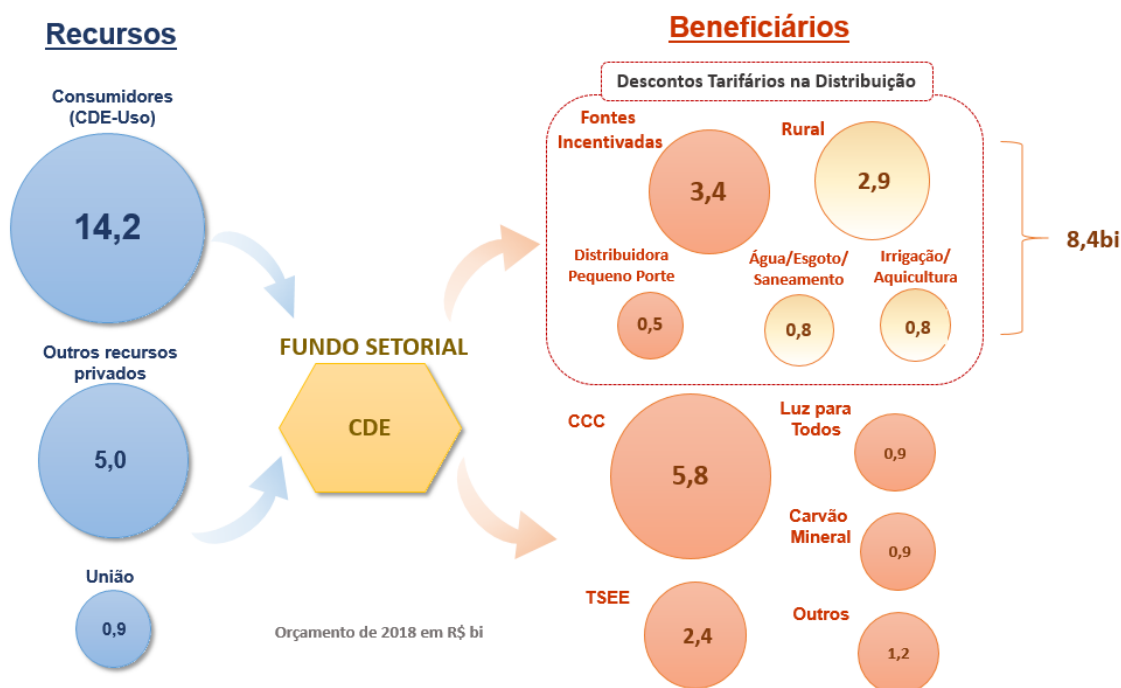 Recursos
Consumidores
(CDE-Uso)
14,2
Outros recursos
privados
5,0
União
0,9
FUNDO SETORIAL
CDE
Orçamento de 2018 em R$ bi
Beneficiários
Descontos Tarifários na Distribuição
Fontes
Incentivadas
3,4
Rural
2,9
Distribuidora
Pequeno Porte
0,5
Água/Esgoto/
Saneamento
0,8
Irrigação/
Aquicultura
0,8
8,4bi
CCC
5,8
Luz para
Todos
0,9
Carvão
Mineral
0,9
TSEE
2,4
Outros
1,2